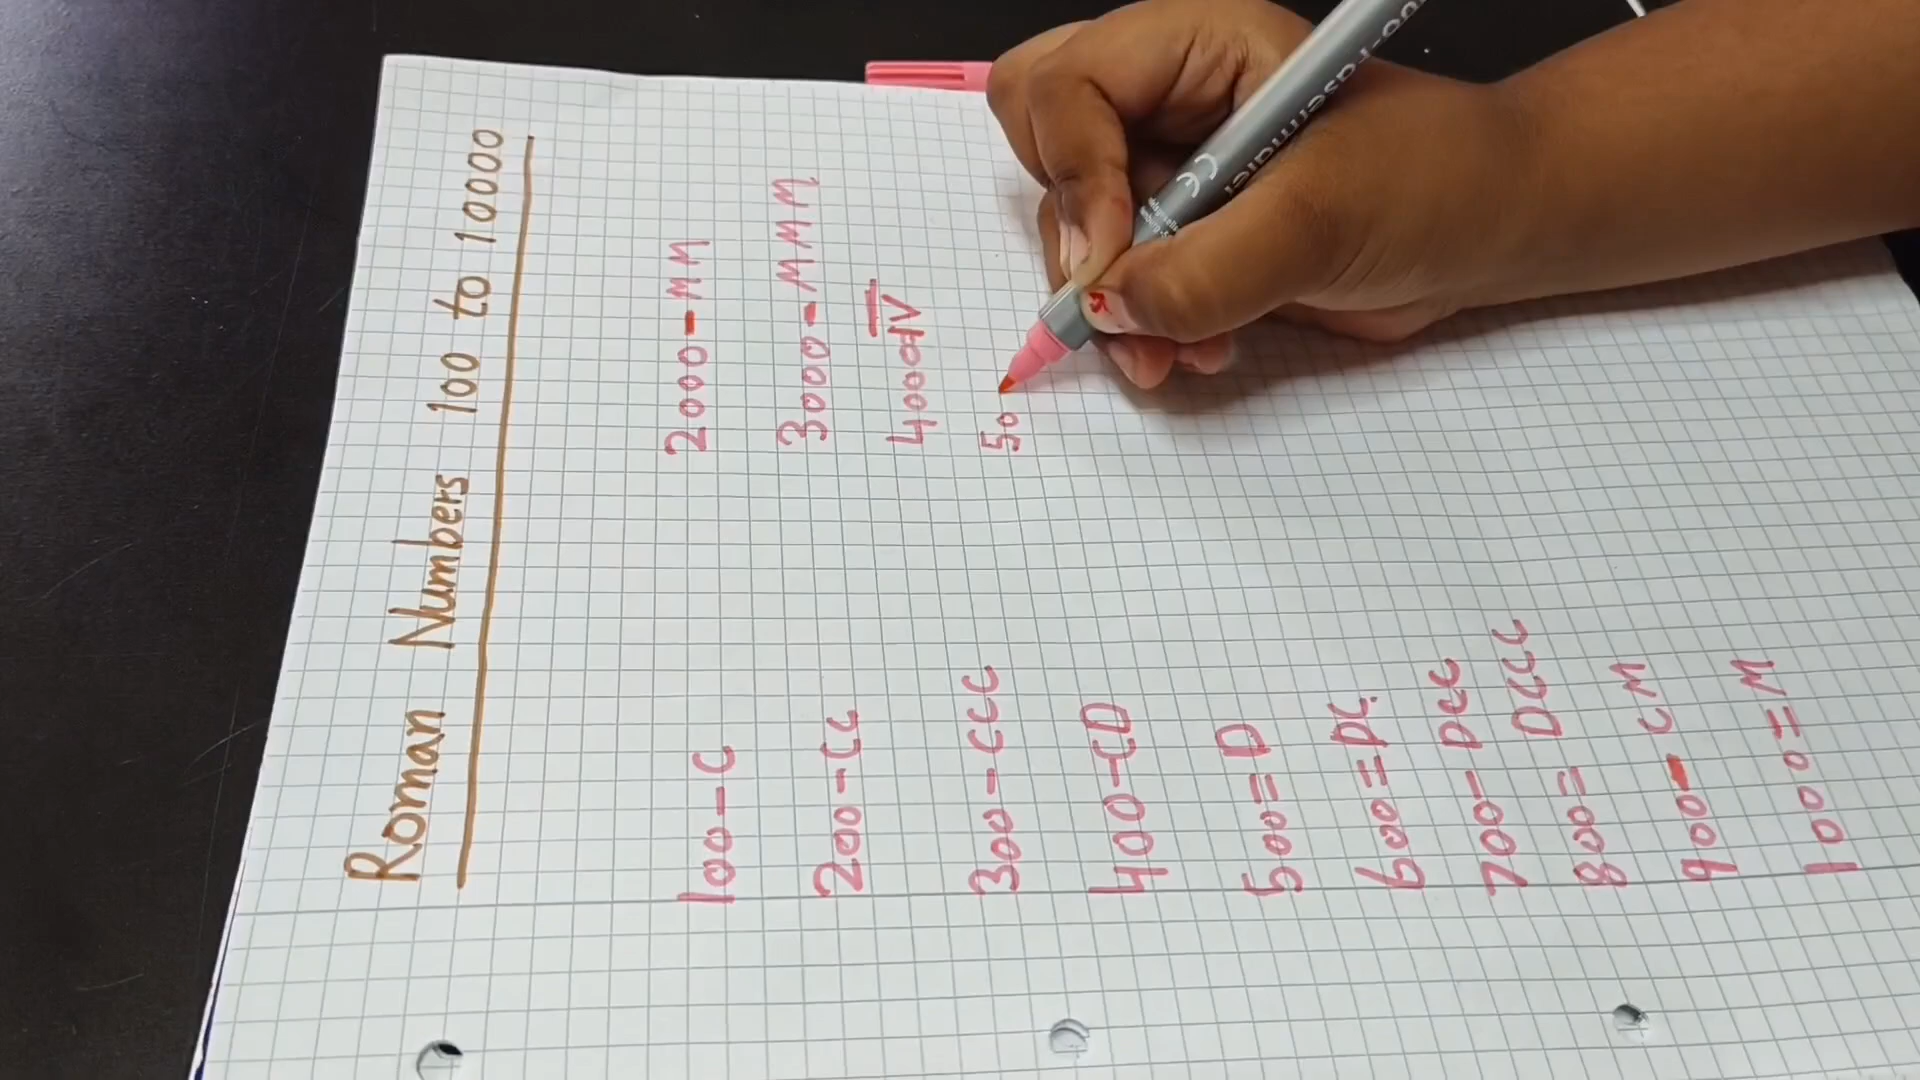 Roman Numbers 100 to 10000
100-C
200-CC
300-CCC
400-CD
500=D
600=DC.
700-DCC
800=DCCC
900-CM
1000=M
2000-MM
3000-MMM
4000-I̅V̅
50
CE